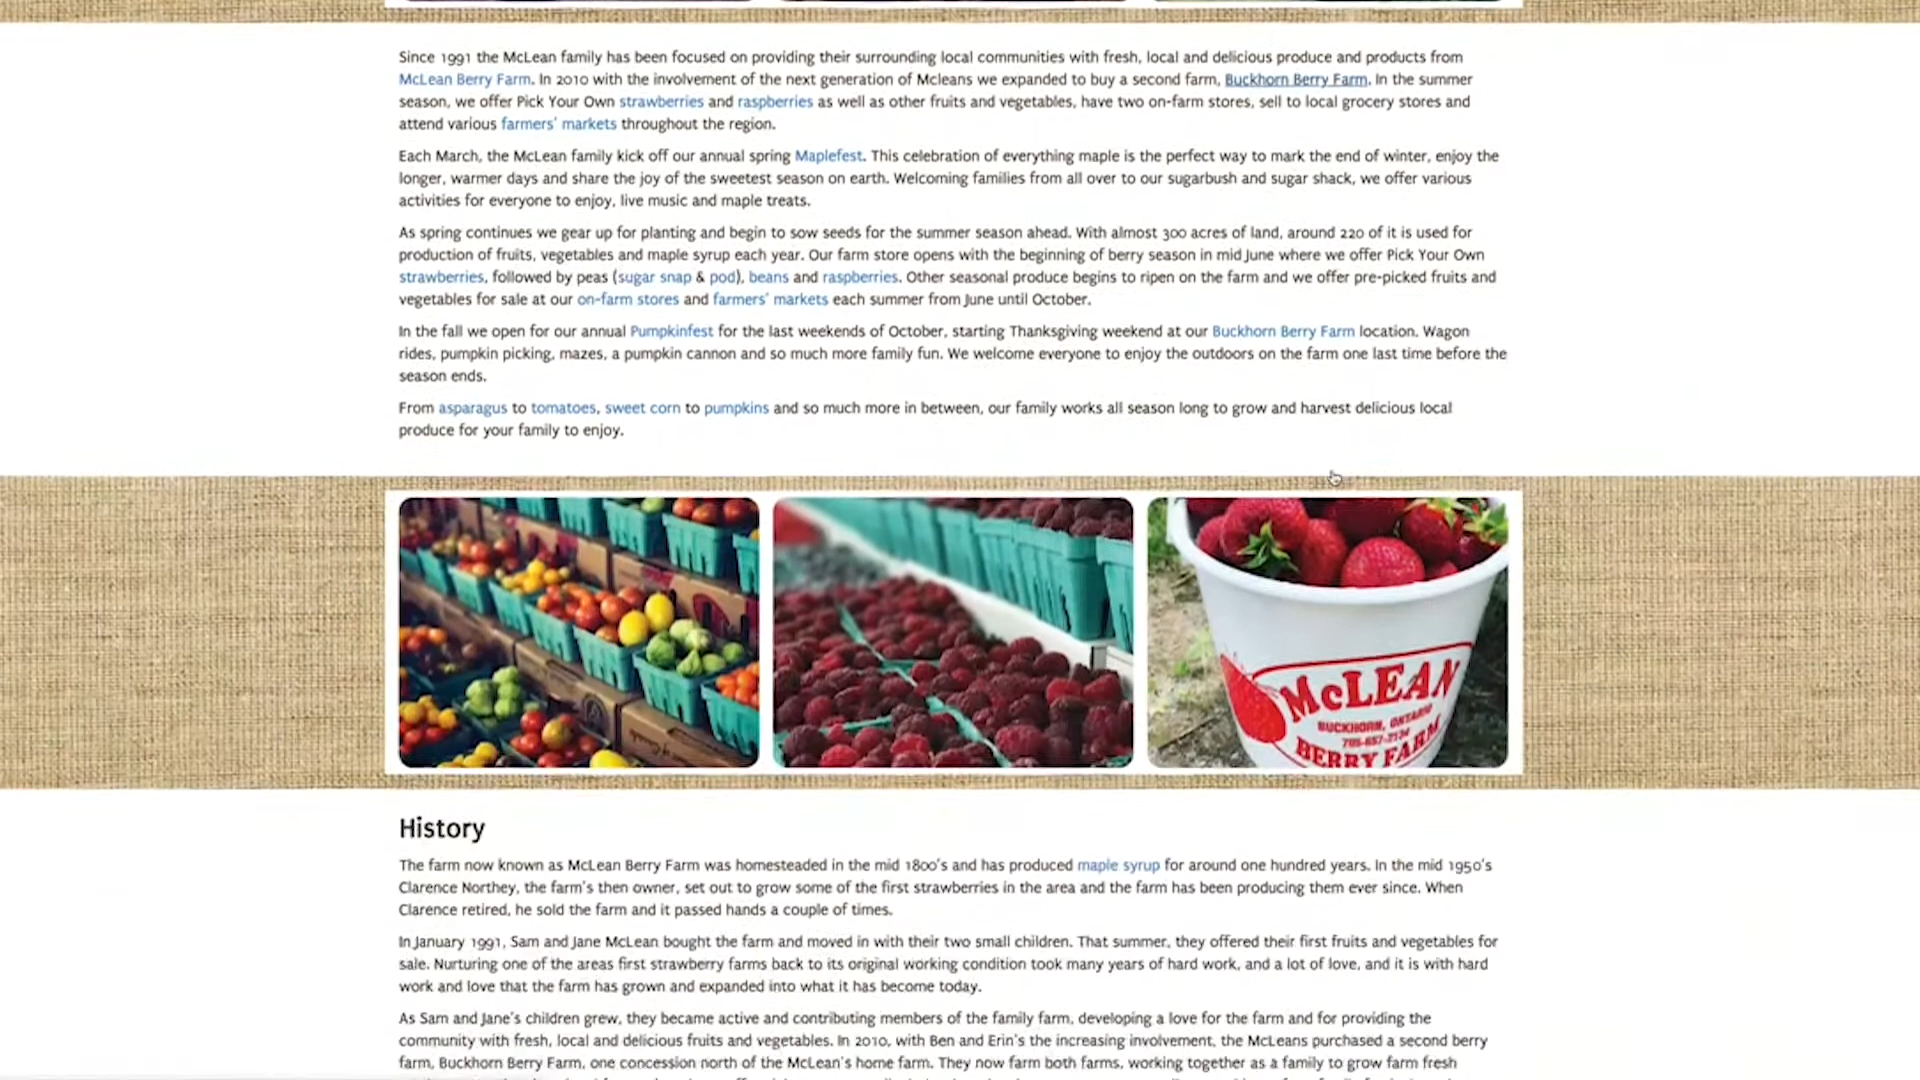 Since 1991 the McLean family has been focused on providing their surrounding local communities with fresh, local and delicious produce and products from
McLean Berry Farm. In 2010 with the involvement of the next generation of Mcleans we expanded to buy a second farm, Buckhorn Berry Farm. In the summer
season, we offer Pick Your Own strawberries and raspberries as well as other fruits and vegetables, have two on-farm stores, sell to local grocery stores and
attend various farmers' markets throughout the region.
Each March, the McLean family kick off our annual spring Maplefest. This celebration of everything maple is the perfect way to mark the end of winter, enjoy the
longer, warmer days and share the joy of the sweetest season on earth. Welcoming families from all over to our sugarbush and sugar shack, we offer various
activities for everyone to enjoy, live music and maple treats.
As spring continues we gear up for planting and begin to sow seeds for the summer season ahead. With almost 300 acres of land, around 220 of it is used for
production of fruits, vegetables and maple syrup each year. Our farm store opens with the beginning of berry season in mid June where we offer Pick Your Own
strawberries, followed by peas (sugar snap & pod), beans and raspberries. Other seasonal produce begins to ripen on the farm and we offer pre-picked fruits and
vegetables for sale at our on-farm stores and farmers' markets each summer from June until October.
In the fall we open for our annual Pumpkinfest for the last weekends of October, starting Thanksgiving weekend at our Buckhorn Berry Farm location. Wagon
rides, pumpkin picking, mazes, a pumpkin cannon and so much more family fun. We welcome everyone to enjoy the outdoors on the farm one last time before the
season ends.
From asparagus to tomatoes, sweet corn to pumpkins and so much more in between, our family works all season long to grow and harvest delicious local
produce for your family to enjoy.
McLEAN
BUCKHORN, ONTARIO
705-657-2134
BERRY FARM
History
The farm now known as McLean Berry Farm was homesteaded in the mid 1800's and has produced maple syrup for around one hundred years. In the mid 1950's
Clarence Northey, the farm's then owner, set out to grow some of the first strawberries in the area and the farm has been producing them ever since. When
Clarence retired, he sold the farm and it passed hands a couple of times.
In January 1991, Sam and Jane McLean bought the farm and moved in with their two small children. That summer, they offered their first fruits and vegetables for
sale. Nurturing one of the areas first strawberry farms back to its original working condition took many years of hard work, and a lot of love, and it is with hard
work and love that the farm has grown and expanded into what it has become today.
As Sam and Jane's children grew, they became active and contributing members of the family farm, developing a love for the farm and for providing the
community with fresh, local and delicious fruits and vegetables. In 2010, with Ben and Erin's the increasing involvement, the McLeans purchased a second berry
farm, Buckhorn Berry Farm, one concession north of the McLean's home farm. They now farm both farms, working together as a family to grow farm fresh